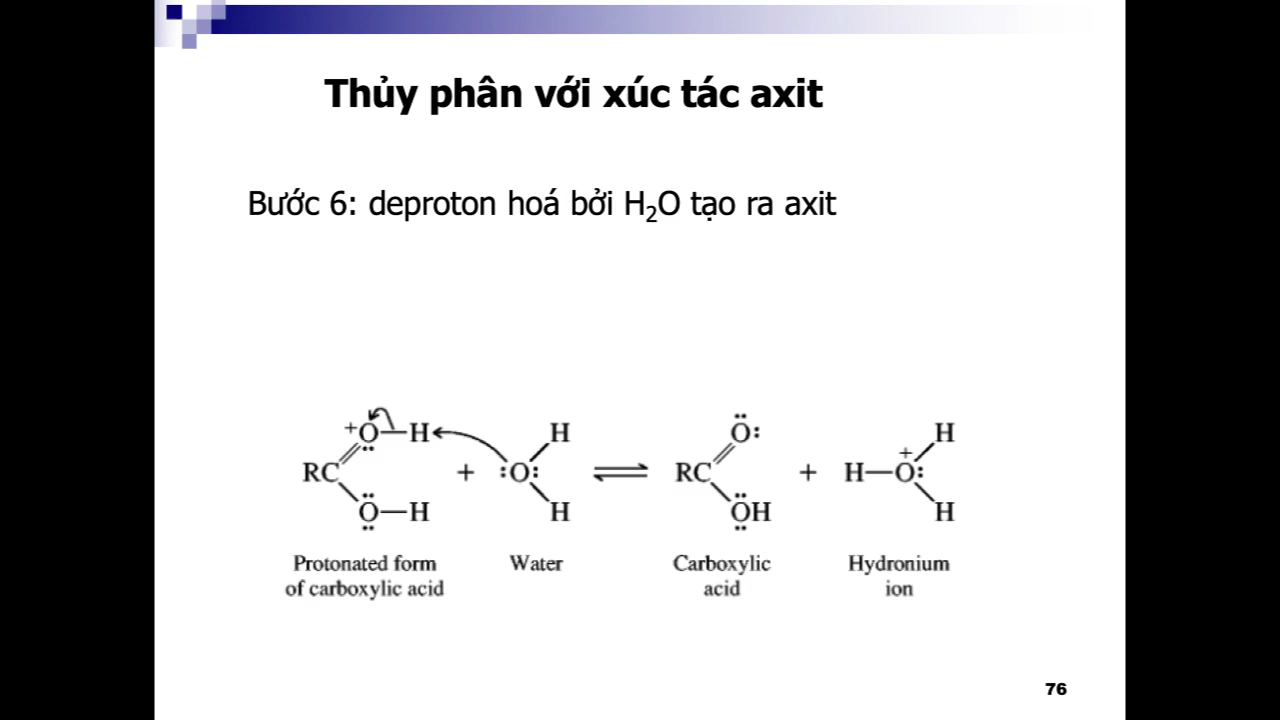 Thủy phân với xúc tác axit
Bước 6: deproton hoá bởi H₂O tạo ra axit
+O—H H Ö: H
RC + :O: ⇌ RC + H—O+:
Ö—H H ÖH H
Protonated form of carboxylic acid
Water
Carboxylic acid
Hydronium ion
76